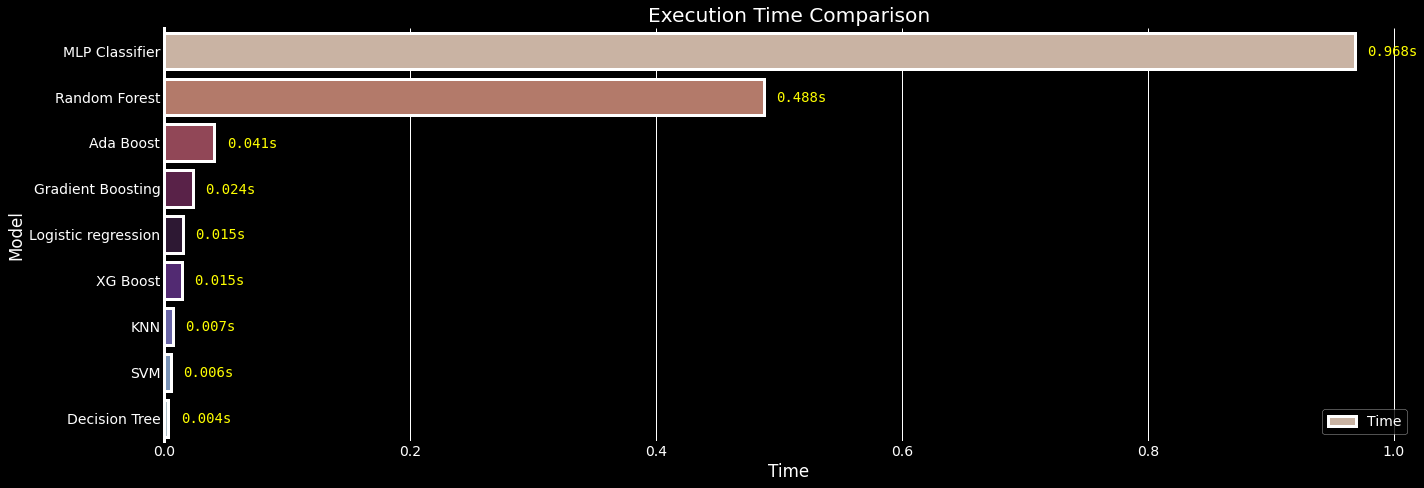 Execution Time Comparison
Model
MLP Classifier 0.968s
Random Forest 0.488s
Ada Boost 0.041s
Gradient Boosting 0.024s
Logistic regression 0.015s
XG Boost 0.015s
KNN 0.007s
SVM 0.006s
Decision Tree 0.004s
Time
0.0 0.2 0.4 0.6 0.8 1.0
Time